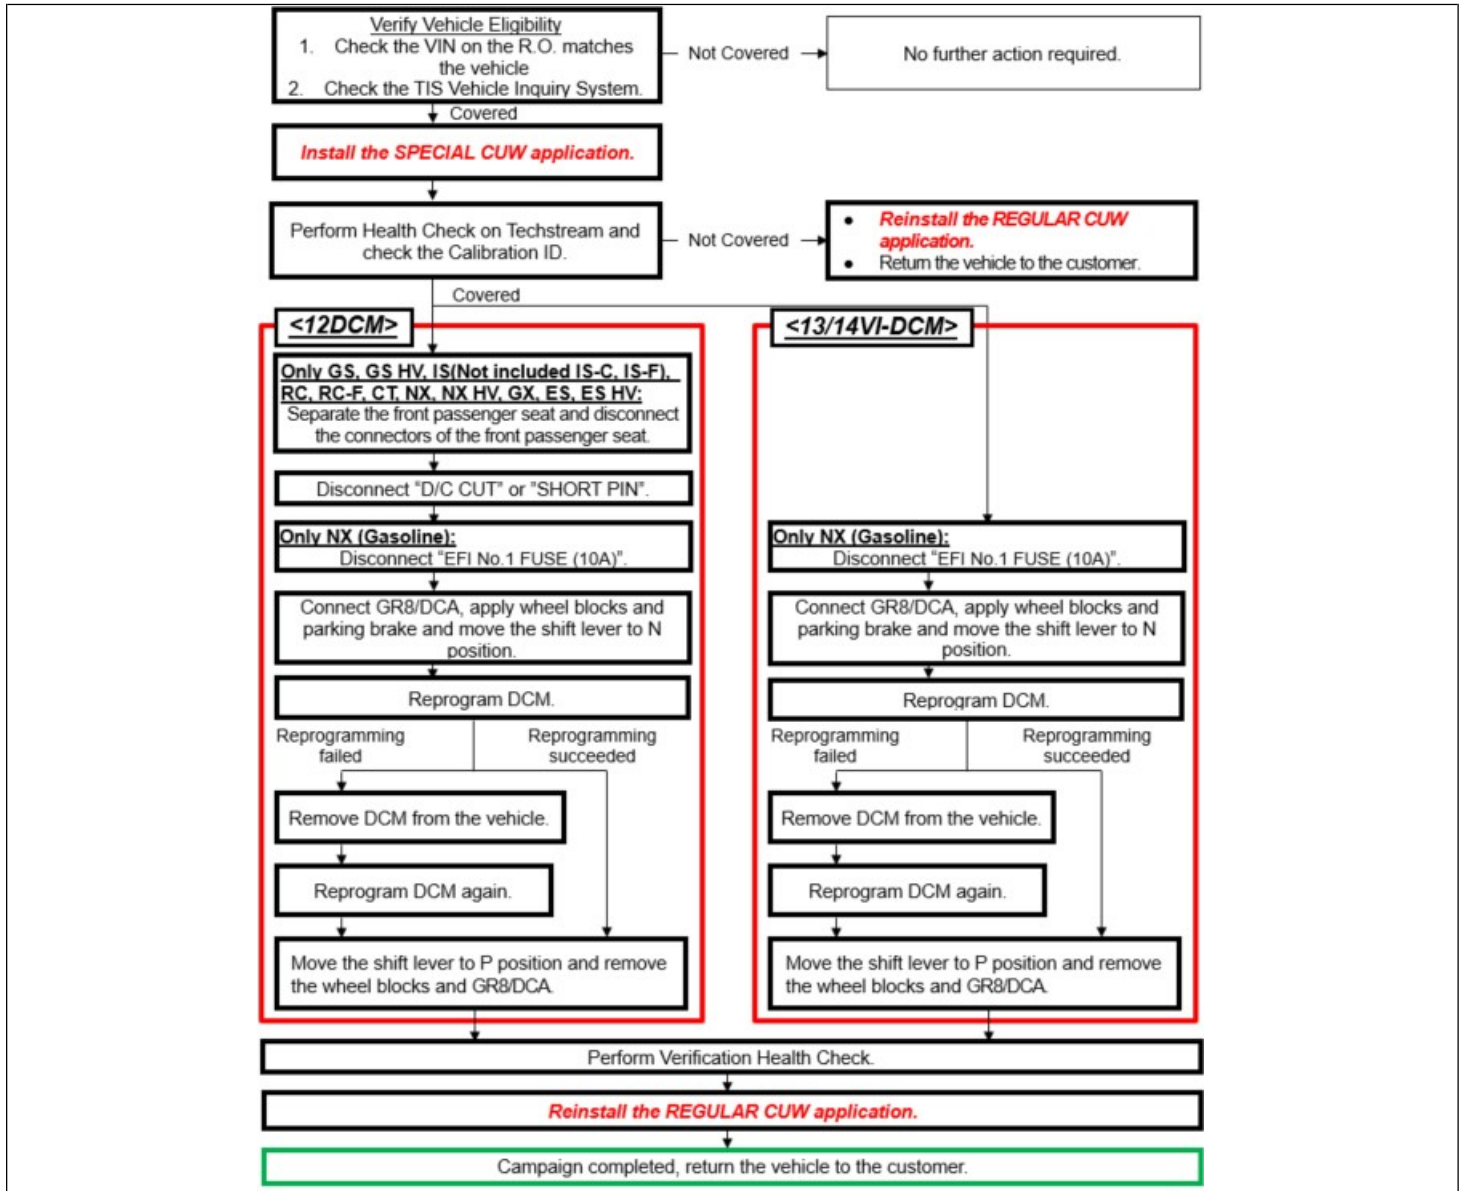 Verify Vehicle Eligibility
1. Check the VIN on the R.O. matches
the vehicle
2. Check the TIS Vehicle Inquiry System.
Not Covered
No further action required.
Covered
Install the SPECIAL CUW application.
Perform Health Check on Techstream and
check the Calibration ID.
Not Covered
• Reinstall the REGULAR CUW
application.
• Return the vehicle to the customer.
Covered
<12DCM>
Only GS, GS HV, IS(Not included IS-C, IS-F),
RC, RC-F, CT, NX, NX HV, GX, ES, ES HV:
Separate the front passenger seat and disconnect
the connectors of the front passenger seat.
Disconnect “D/C CUT” or ”SHORT PIN”.
Only NX (Gasoline):
Disconnect “EFI No.1 FUSE (10A)”.
Connect GR8/DCA, apply wheel blocks and
parking brake and move the shift lever to N
position.
Reprogram DCM.
Reprogramming
failed
Reprogramming
succeeded
Remove DCM from the vehicle.
Reprogram DCM again.
Move the shift lever to P position and remove
the wheel blocks and GR8/DCA.
<13/14VI-DCM>
Only NX (Gasoline):
Disconnect “EFI No.1 FUSE (10A)”.
Connect GR8/DCA, apply wheel blocks and
parking brake and move the shift lever to N
position.
Reprogram DCM.
Reprogramming
failed
Reprogramming
succeeded
Remove DCM from the vehicle.
Reprogram DCM again.
Move the shift lever to P position and remove
the wheel blocks and GR8/DCA.
Perform Verification Health Check.
Reinstall the REGULAR CUW application.
Campaign completed, return the vehicle to the customer.